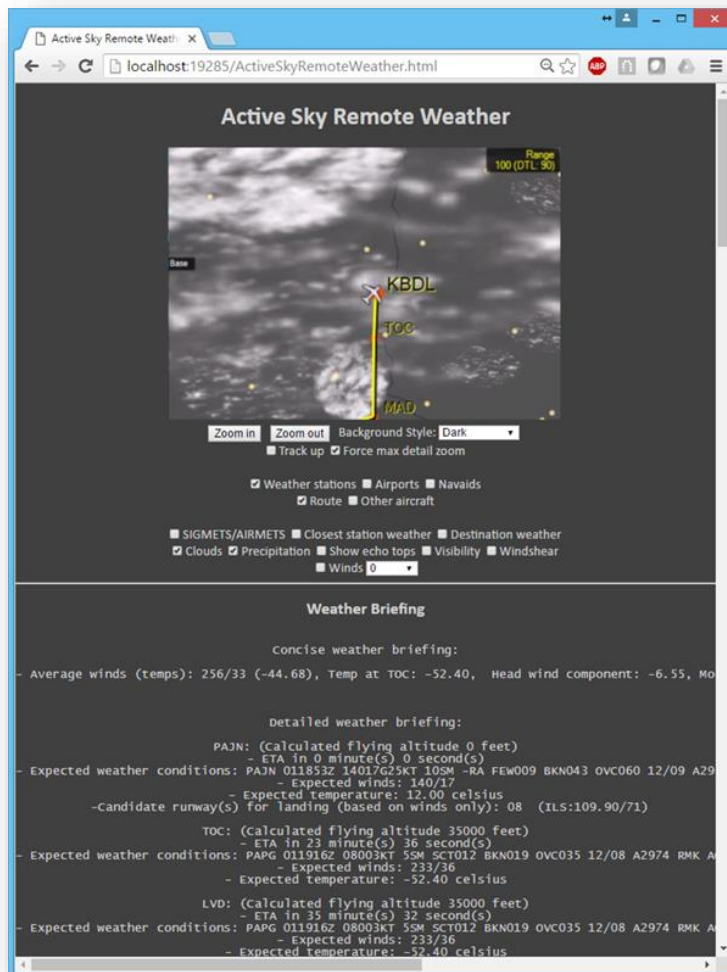 Active Sky Remote Weath
localhost:19285/ActiveSkyRemoteWeather.html
ABP
Active Sky Remote Weather
Range
100 (DTL: 90)
Base
KBDL
TOC
MAD
Zoom in Zoom out Background Style: Dark
Track up Force max detail zoom
Weather stations Airports Navaids
Route Other aircraft
SIGMETS/AIRMETS Closest station weather Destination weather
Clouds Precipitation Show echo tops Visibility Windshear
Winds 0
Weather Briefing
Concise weather briefing:
- Average winds (temps): 256/33 (-44.68), Temp at TOC: -52.40, Head wind component: -6.55, Mo
Detailed weather briefing:
PAJN: (Calculated flying altitude 0 feet)
- ETA in 0 minute(s) 0 second(s)
- Expected weather conditions: PAJN 011853Z 14017G25KT 10SM -RA FEW009 BKN043 OVC060 12/09 A29
- Expected winds: 140/17
- Expected temperature: 12.00 celsius
-Candidate runway(s) for landing (based on winds only): 08 (ILS:109.90/71)
TOC: (Calculated flying altitude 35000 feet)
- ETA in 23 minute(s) 36 second(s)
- Expected weather conditions: PAPG 011916Z 08003KT 5SM SCT012 BKN019 OVC035 12/08 A2974 RMK A
- Expected winds: 233/36
- Expected temperature: -52.40 celsius
LVD: (Calculated flying altitude 35000 feet)
- ETA in 35 minute(s) 32 second(s)
- Expected weather conditions: PAPG 011916Z 08003KT 5SM SCT012 BKN019 OVC035 12/08 A2974 RMK A
- Expected winds: 233/36
- Expected temperature: -52.40 celsius